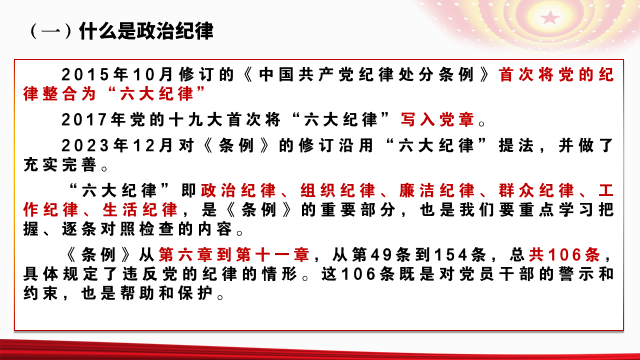 （一）什么是政治纪律
2015年10月修订的《中国共产党纪律处分条例》首次将党的纪
律整合为“六大纪律”
2017年党的十九大首次将“六大纪律”写入党章。
2023年12月对《条例》的修订沿用“六大纪律”提法，并做了
充实完善。
“六大纪律”即政治纪律、组织纪律、廉洁纪律、群众纪律、工
作纪律、生活纪律，是《条例》的重要部分，也是我们要重点学习把
握、逐条对照检查的内容。
《条例》从第六章到第十一章，从第49条到154条，总共106条，
具体规定了违反党的纪律的情形。这106条既是对党员干部的警示和
约束，也是帮助和保护。